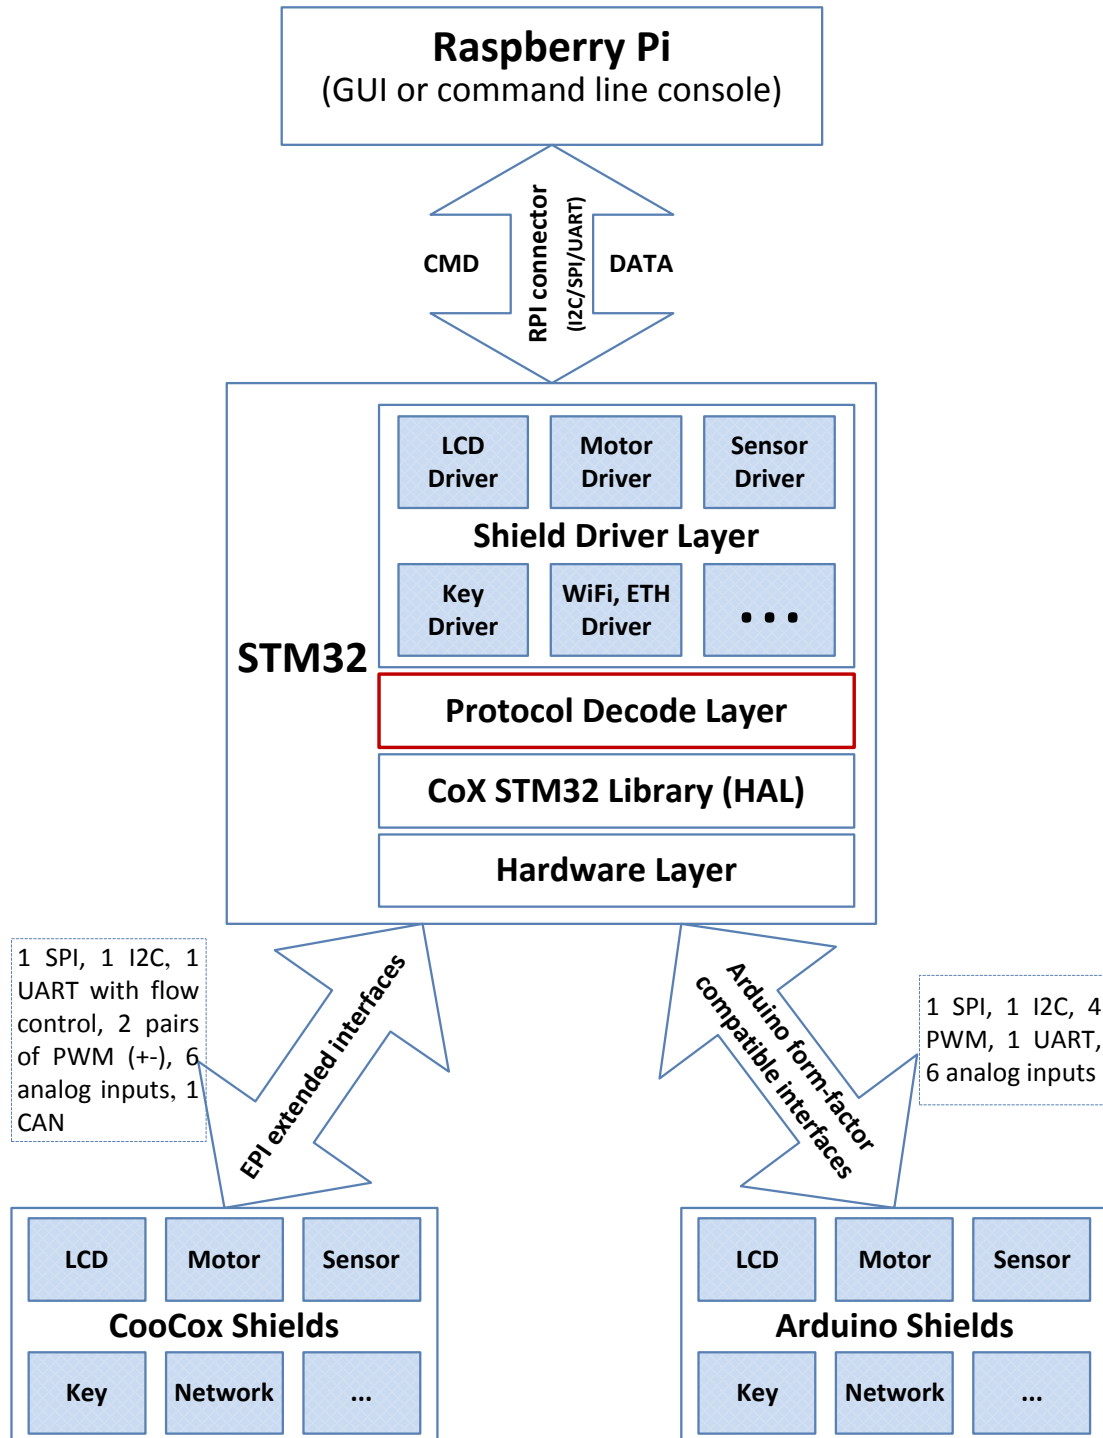 Raspberry Pi
(GUI or command line console)
CMD
RPI connector
(I2C/SPI/UART)
DATA
STM32
LCD
Driver
Motor
Driver
Sensor
Driver
Shield Driver Layer
Key
Driver
WiFi, ETH
Driver
...
Protocol Decode Layer
CoX STM32 Library (HAL)
Hardware Layer
1 SPI, 1 I2C, 1
UART with flow
control, 2 pairs
of PWM (+-), 6
analog inputs, 1
CAN
EPI extended interfaces
Arduino form-factor
compatible interfaces
1 SPI, 1 I2C, 4
PWM, 1 UART,
6 analog inputs
LCD
Motor
Sensor
CooCox Shields
Key
Network
...
LCD
Motor
Sensor
Arduino Shields
Key
Network
...